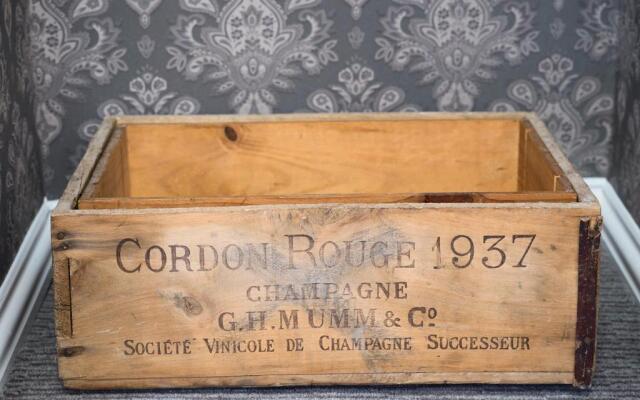 CORDON ROUGE 1937
CHAMPAGNE
G.H.MUMM & Cº
SOCIÉTÉ VINICOLE DE CHAMPAGNE SUCCESSEUR